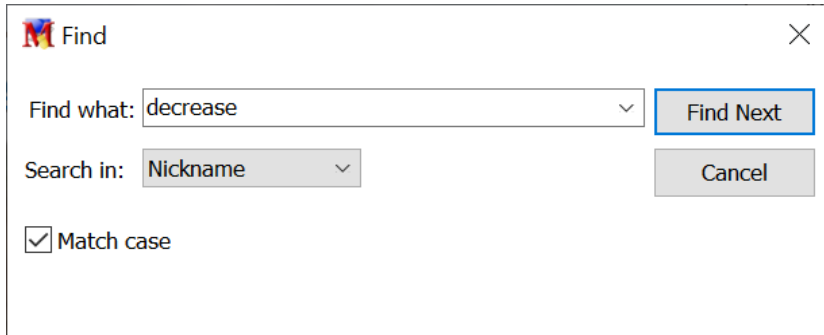 Find
Find what: decrease
Find Next
Search in: Nickname
Cancel
Match case